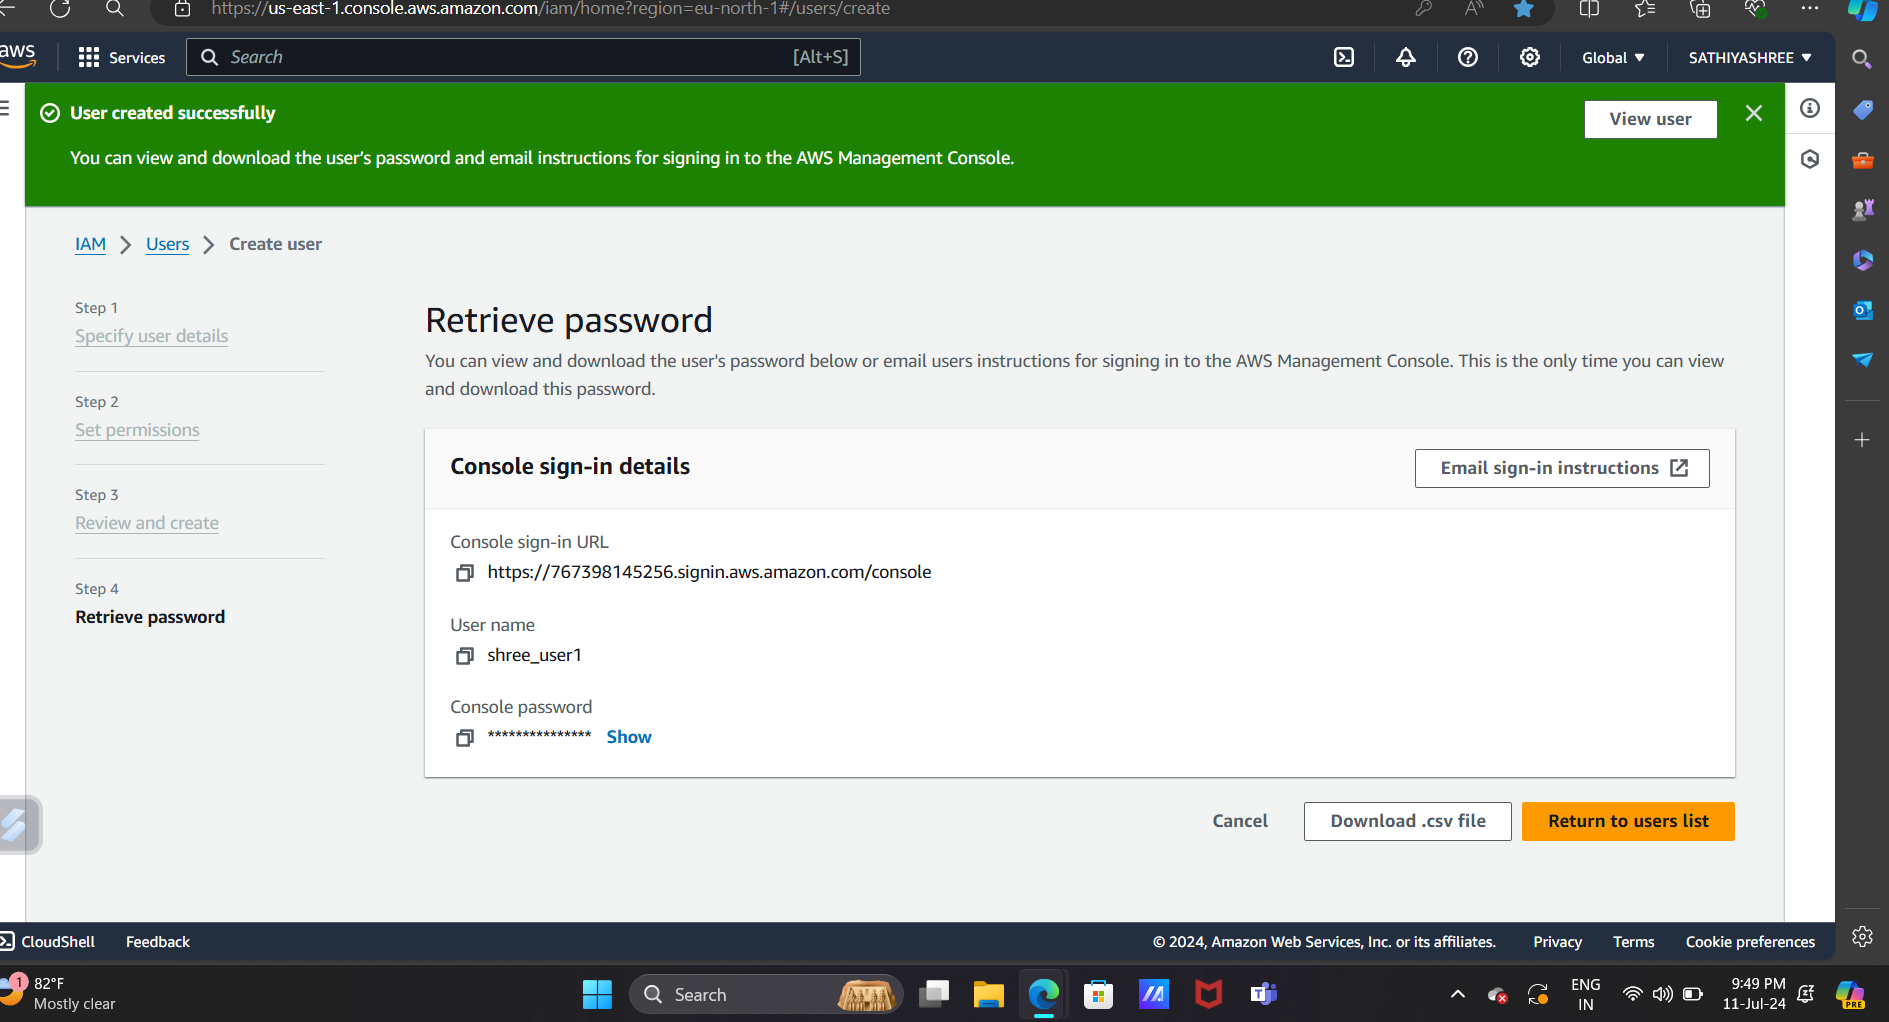 https://us-east-1.console.aws.amazon.com/iam/home?region=eu-north-1#/users/create
aws
Services
Search
[Alt+S]
Global
SATHIYASHREE
User created successfully
View user
You can view and download the user's password and email instructions for signing in to the AWS Management Console.
IAM
Users
Create user
Step 1
Specify user details
Step 2
Set permissions
Step 3
Review and create
Step 4
Retrieve password
Retrieve password
You can view and download the user's password below or email users instructions for signing in to the AWS Management Console. This is the only time you can view
and download this password.
Console sign-in details
Email sign-in instructions
Console sign-in URL
https://767398145256.signin.aws.amazon.com/console
User name
shree_user1
Console password
*************** Show
Cancel
Download .csv file
Return to users list
CloudShell
Feedback
© 2024, Amazon Web Services, Inc. or its affiliates.
Privacy
Terms
Cookie preferences
1
82°F
Mostly clear
Search
ENG
IN
9:49 PM
11-Jul-24
PRE